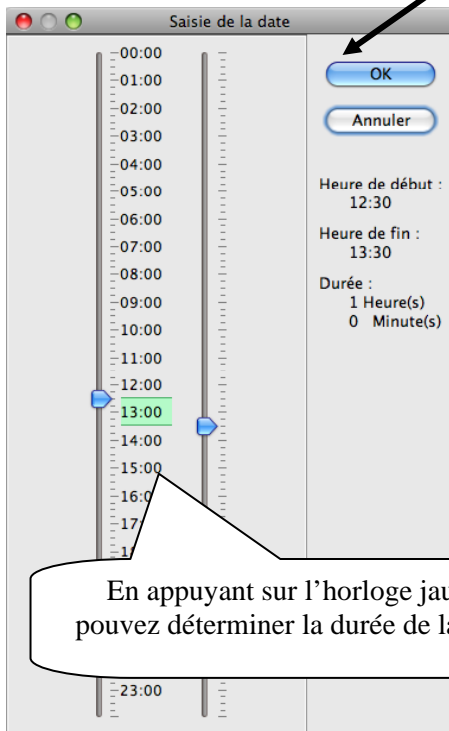 Saisie de la date
00:00
01:00
02:00
03:00
04:00
05:00
06:00
07:00
08:00
09:00
10:00
11:00
12:00
13:00
14:00
15:00
OK
Annuler
Heure de début :
12:30
Heure de fin :
13:30
Durée :
1 Heure(s)
0 Minute(s)
En appuyant sur l’horloge
pouvez déterminer la durée de
23:00